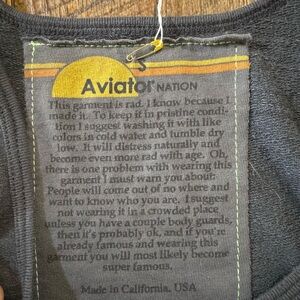 S
Aviator NATION
This garment is rad. I know because I
made it. To keep it in pristine condi-
tion I suggest washing it with like
colors in cold water and tumble dry
low. It will distress naturally and
become even more rad with age. Oh,
there is one problem with wearing this
garment I must warn you about:
People will come out of no where and
want to know who you are. I suggest
not wearing it in a crowded place
unless you have a couple body guards,
then it's probably ok, and if you're
already famous and wearing this
garment you will most likely become
super famous.
Made in California, USA